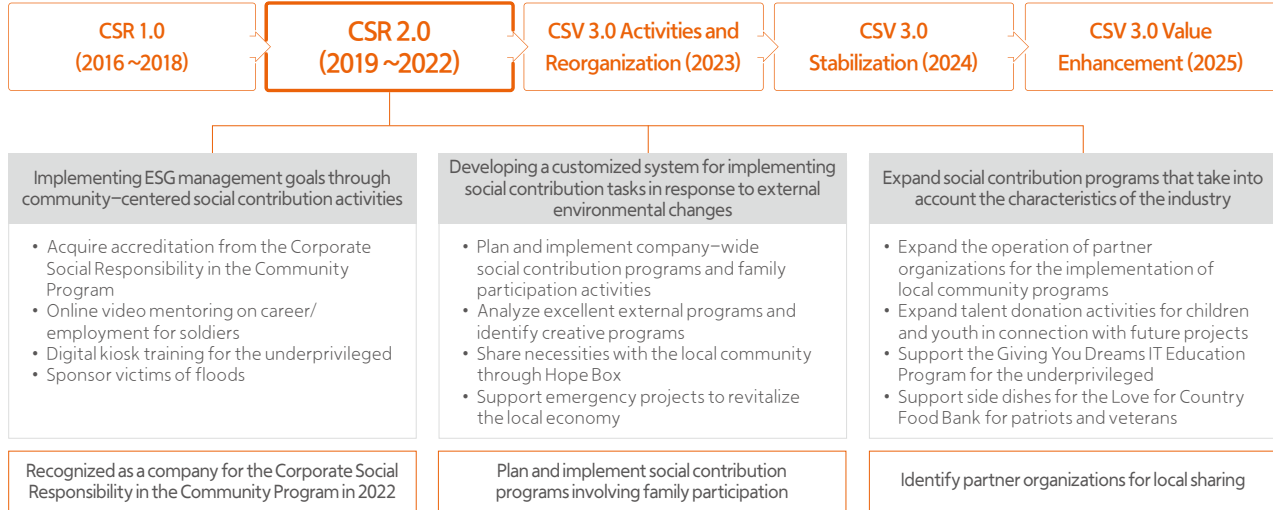 CSR 1.0
(2016 ~2018)
CSR 2.0
(2019 ~2022)
CSV 3.0 Activities and
Reorganization (2023)
CSV 3.0
Stabilization (2024)
CSV 3.0 Value
Enhancement (2025)
Implementing ESG management goals through
community-centered social contribution activities
• Acquire accreditation from the Corporate
Social Responsibility in the Community
Program
• Online video mentoring on career/
employment for soldiers
• Digital kiosk training for the underprivileged
• Sponsor victims of floods
Recognized as a company for the Corporate Social
Responsibility in the Community Program in 2022
Developing a customized system for implementing
social contribution tasks in response to external
environmental changes
• Plan and implement company-wide
social contribution programs and family
participation activities
• Analyze excellent external programs and
identify creative programs
• Share necessities with the local community
through Hope Box
• Support emergency projects to revitalize
the local economy
Plan and implement social contribution
programs involving family participation
Expand social contribution programs that take into
account the characteristics of the industry
• Expand the operation of partner
organizations for the implementation of
local community programs
• Expand talent donation activities for children
and youth in connection with future projects
• Support the Giving You Dreams IT Education
Program for the underprivileged
• Support side dishes for the Love for Country
Food Bank for patriots and veterans
Identify partner organizations for local sharing